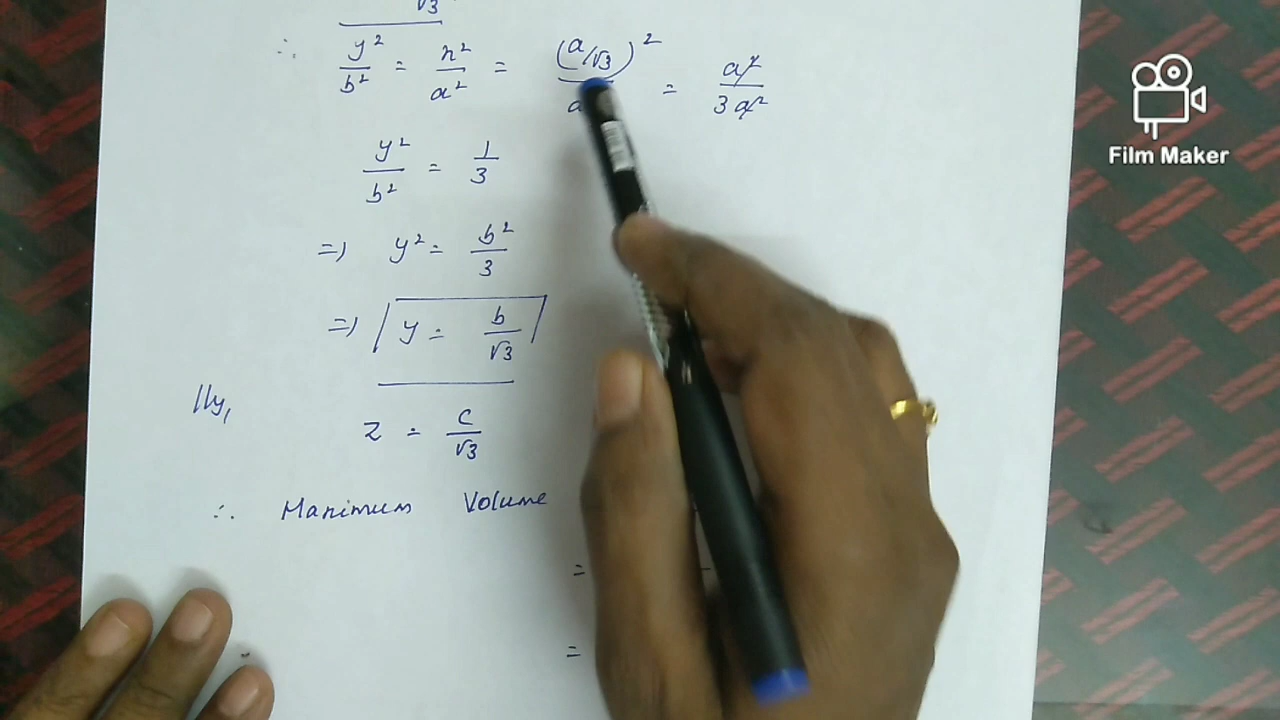 √3
∴ y²/b² = x²/a² = (a/√3)²/a = a²/3a²
Film Maker
y²/b² = 1/3
=) y² = b²/3
=) y = b/√3
lly,
z = c/√3
∴ Maximum Volume
=
=